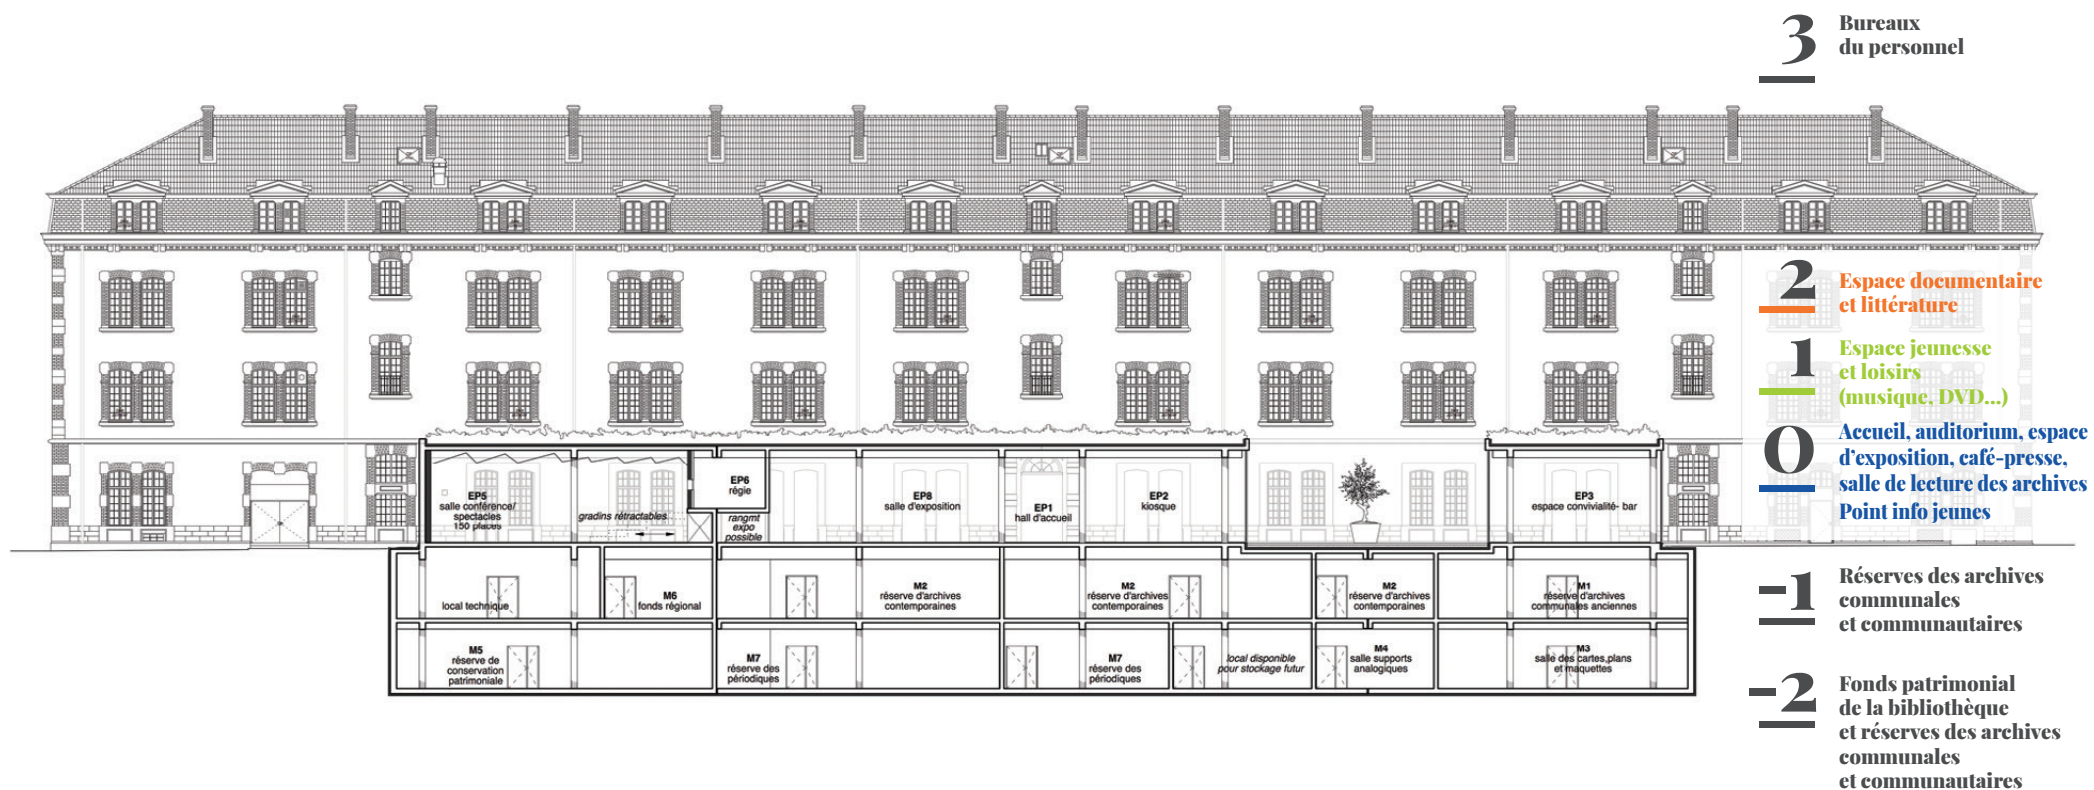 3
Bureaux
du personnel
2
Espace documentaire
et littérature
1
Espace jeunesse
et loisirs
(musique, DVD...)
0
Accueil, auditorium, espace
d'exposition, café-presse,
salle de lecture des archives
Point info jeunes
EP5
salle conférence/
spectacles
150 places
gradins rétractables
EP6
régie
rangmt
expo
possible
EP8
salle d'exposition
EP1
hall d'accueil
EP2
kiosque
EP3
espace convivialité- bar
-1
Réserves des archives
communales
et communautaires
local technique
M6
fonds régional
M2
réserve d'archives
contemporaines
M2
réserve d'archives
contemporaines
M2
réserve d'archives
contemporaines
M1
réserve d'archives
communales anciennes
M5
réserve de
conservation
patrimoniale
M7
réserve des
périodiques
M7
réserve des
périodiques
local disponible
pour stockage futur
M4
salle supports
analogiques
M3
salle des cartes,plans
et maquettes
-2
Fonds patrimonial
de la bibliothèque
et réserves des archives
communales
et communautaires